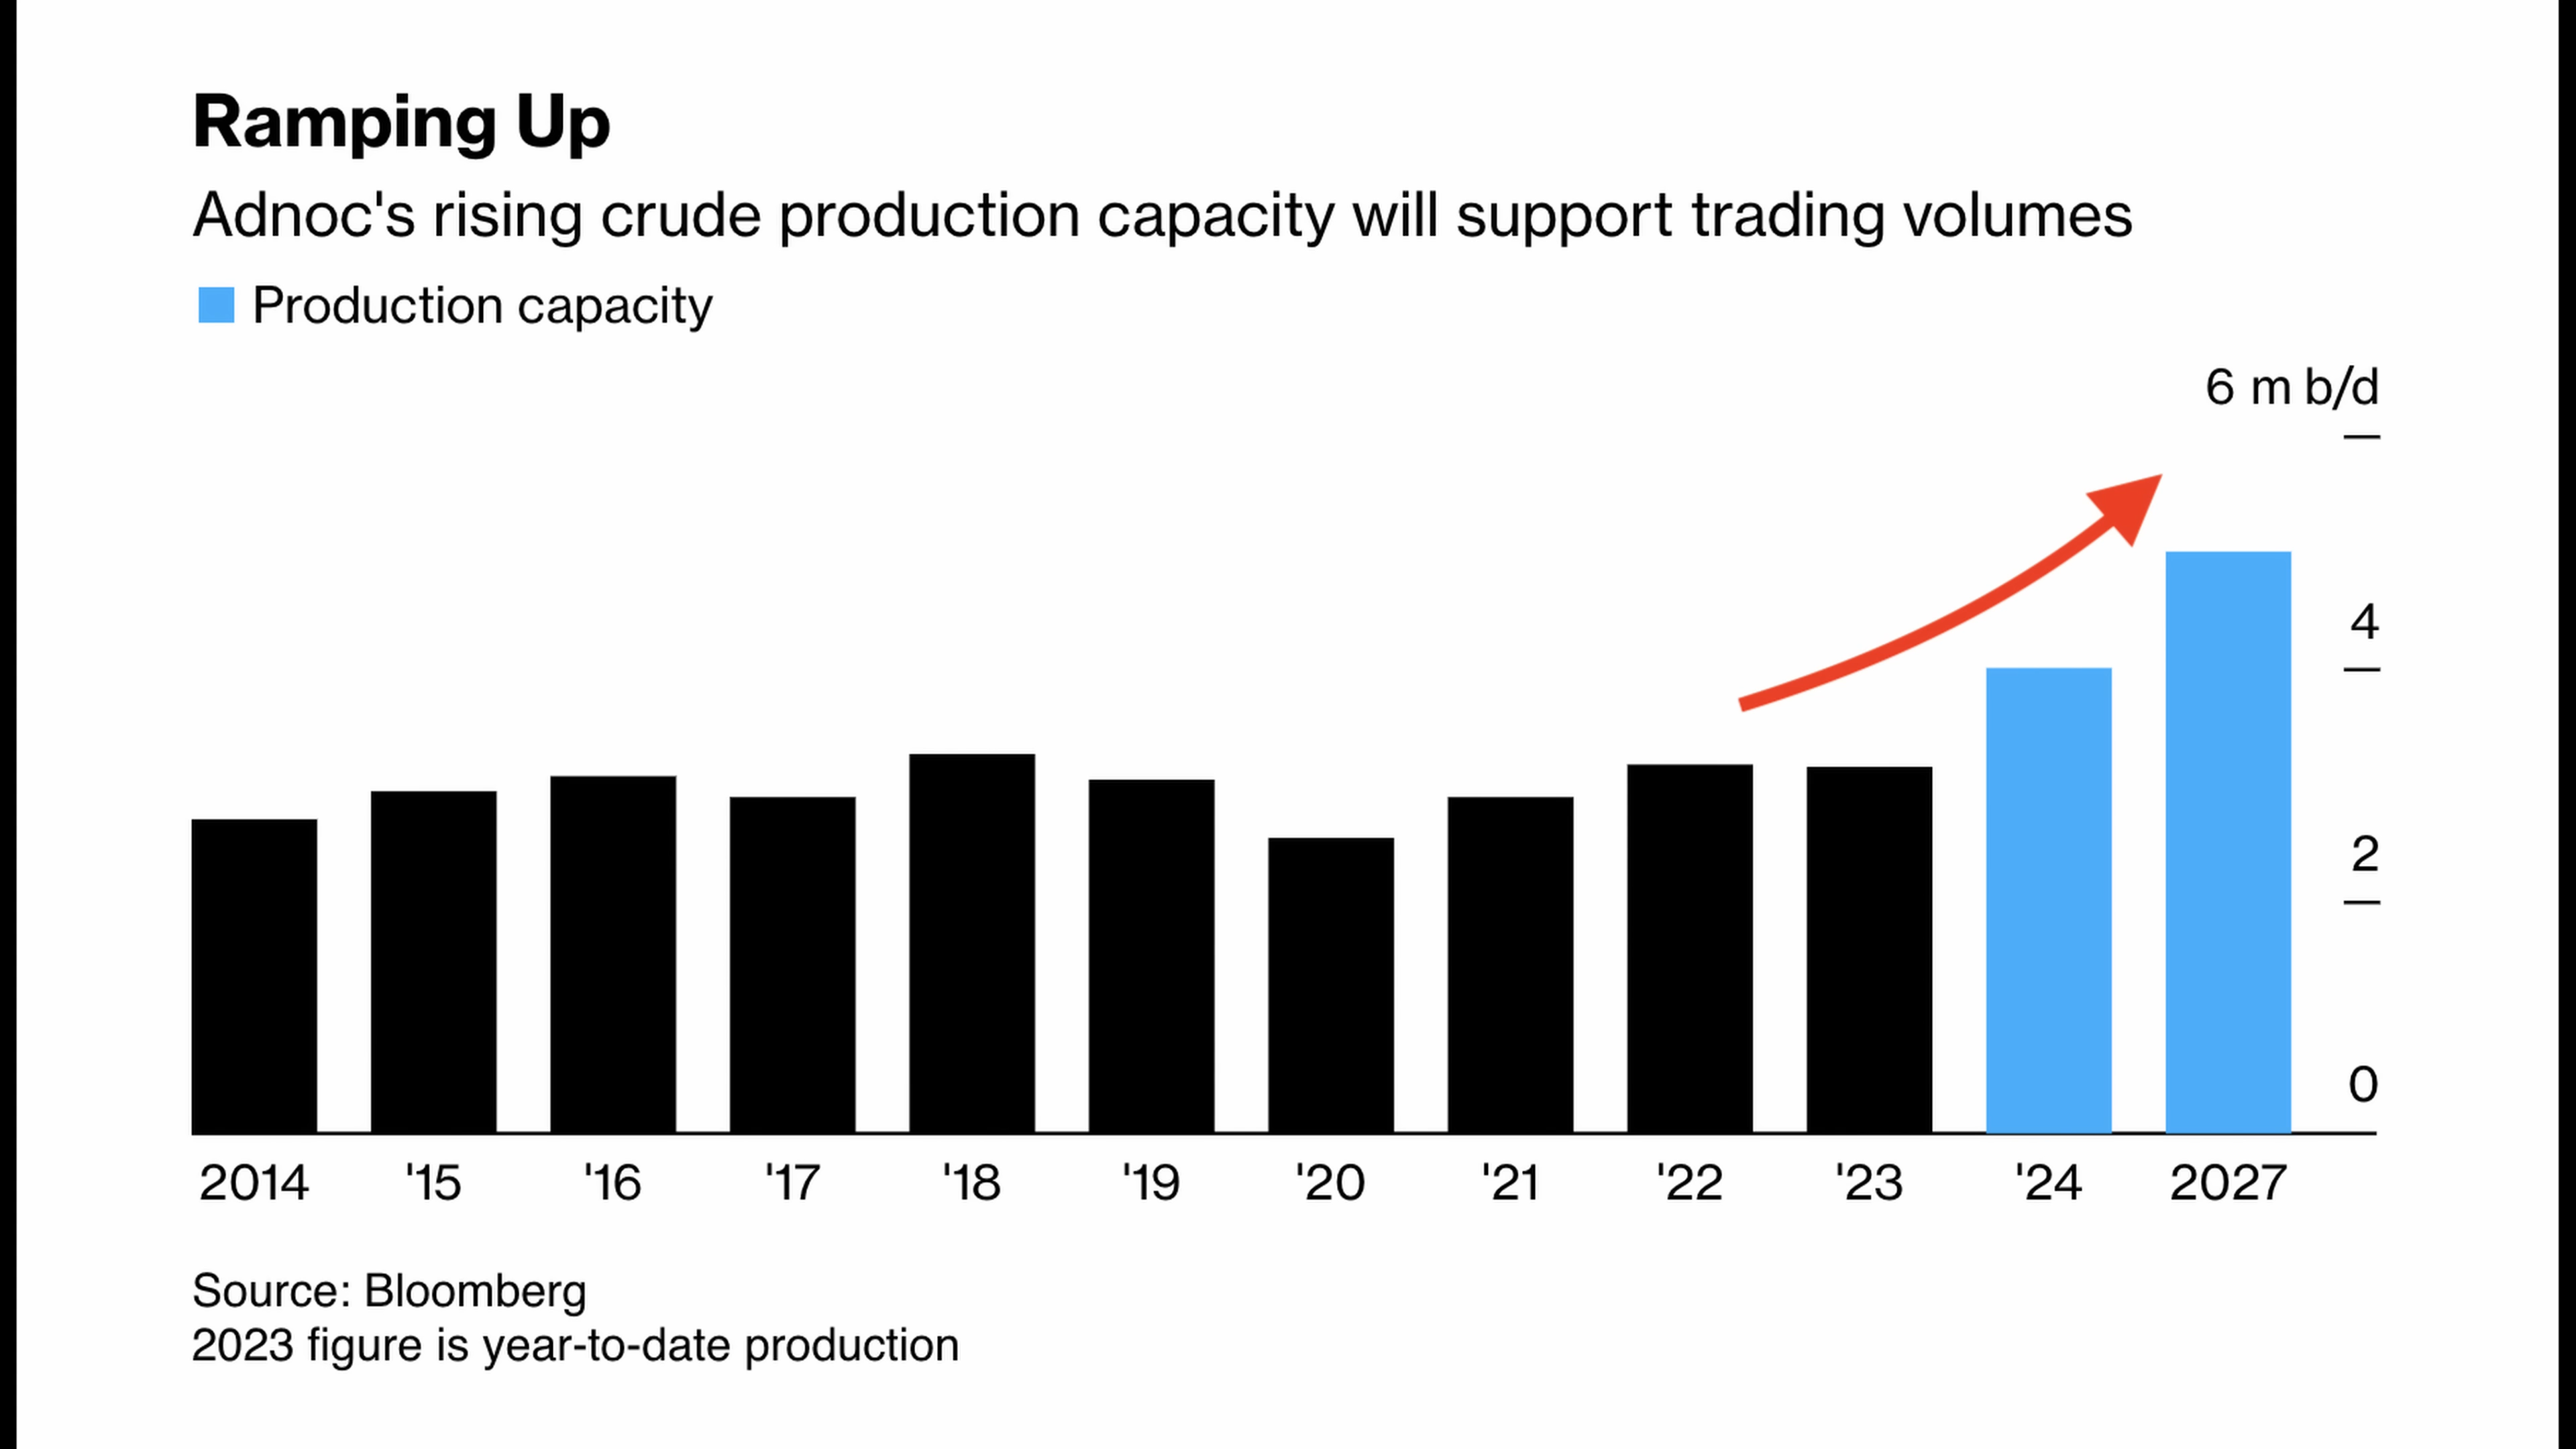 Ramping Up
Adnoc's rising crude production capacity will support trading volumes
Production capacity
6 m b/d
4
2
0
2014 '15 '16 '17 '18 '19 '20 '21 '22 '23 '24 2027
Source: Bloomberg
2023 figure is year-to-date production